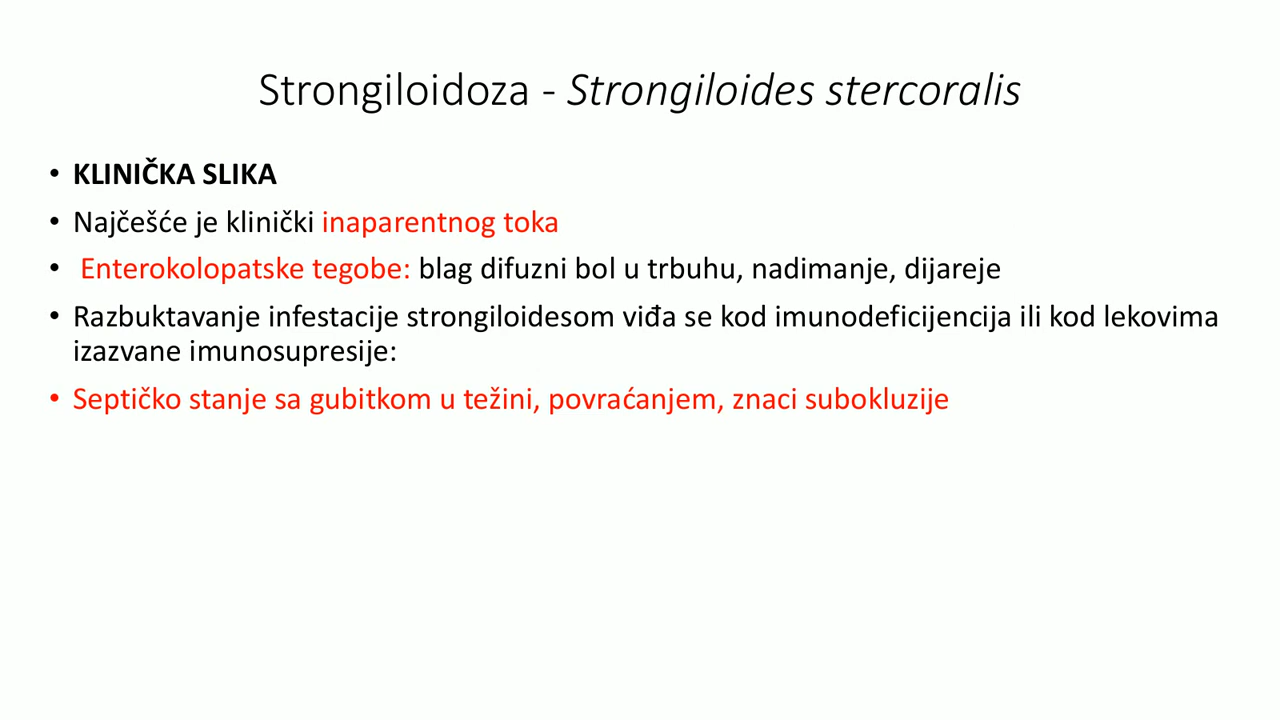 Strongiloidoza - Strongiloides stercoralis
• KLINIČKA SLIKA
• Najčešće je klinički inaparentnog toka
• Enterokolopatske tegobe: blag difuzni bol u trbuhu, nadimanje, dijareje
• Razbuktavanje infestacije strongiloidesom viđa se kod imunodeficijencija ili kod lekovima
izazvane imunosupresije:
• Septičko stanje sa gubitkom u težini, povraćanjem, znaci subokluzije